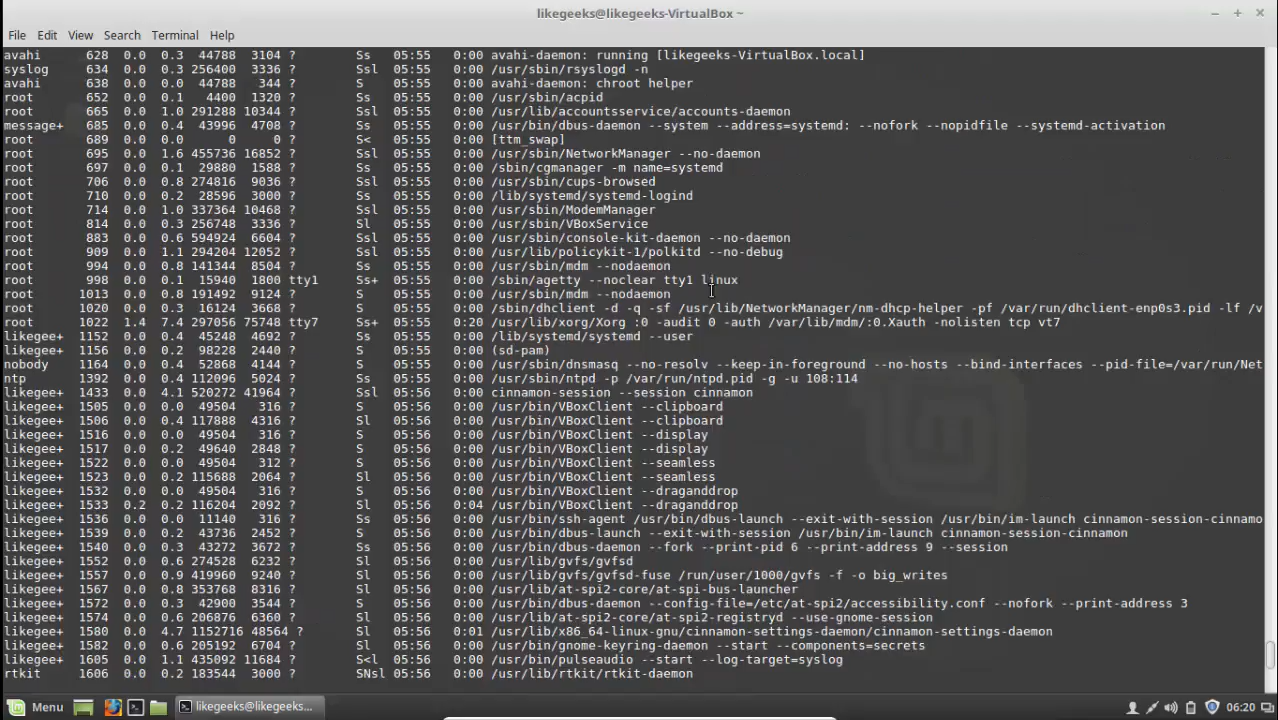 likegeeks@likegeeks-VirtualBox ~
File Edit View Search Terminal Help
avahi 628 0.0 0.3 44788 3104 ? Ss 05:55 0:00 avahi-daemon: running [likegeeks-VirtualBox.local]
syslog 634 0.0 0.3 256400 3336 ? Ssl 05:55 0:00 /usr/sbin/rsyslogd -n
avahi 638 0.0 0.0 44788 344 ? S 05:55 0:00 avahi-daemon: chroot helper
root 652 0.0 0.1 4400 1320 ? Ss 05:55 0:00 /usr/sbin/acpid
root 665 0.0 1.0 291288 10344 ? Ssl 05:55 0:00 /usr/lib/accountsservice/accounts-daemon
message+ 685 0.0 0.4 43996 4708 ? Ss 05:55 0:00 /usr/bin/dbus-daemon --system --address=systemd: --nofork --nopidfile --systemd-activation
root 689 0.0 0.0 0 0 ? S< 05:55 0:00 [ttm_swap]
root 695 0.0 1.6 455736 16852 ? Ssl 05:55 0:00 /usr/sbin/NetworkManager --no-daemon
root 697 0.0 0.1 29880 1588 ? Ss 05:55 0:00 /sbin/cgmanager -m name=systemd
root 706 0.0 0.8 274816 9036 ? Ssl 05:55 0:00 /usr/sbin/cups-browsed
root 710 0.0 0.2 28596 3000 ? Ss 05:55 0:00 /lib/systemd/systemd-logind
root 714 0.0 1.0 337364 10468 ? Ssl 05:55 0:00 /usr/sbin/ModemManager
root 814 0.0 0.3 256748 3336 ? Sl 05:55 0:00 /usr/sbin/VBoxService
root 883 0.0 0.6 594924 6604 ? Ssl 05:55 0:00 /usr/sbin/console-kit-daemon --no-daemon
root 909 0.0 1.1 294204 12052 ? Ssl 05:55 0:00 /usr/lib/policykit-1/polkitd --no-debug
root 994 0.0 0.8 141344 8504 ? Ss 05:55 0:00 /usr/sbin/mdm --nodaemon
root 998 0.0 0.1 15940 1800 tty1 Ss+ 05:55 0:00 /sbin/agetty --noclear tty1 linux
root 1013 0.0 0.8 191492 9124 ? S 05:55 0:00 /usr/sbin/mdm --nodaemon
root 1020 0.0 0.3 16124 3668 ? S 05:55 0:00 /sbin/dhclient -d -q -sf /usr/lib/NetworkManager/nm-dhcp-helper -pf /var/run/dhclient-enp0s3.pid -lf /v
root 1022 1.4 7.4 297056 75748 tty7 Ss+ 05:55 0:20 /usr/lib/xorg/Xorg :0 -audit 0 -auth /var/lib/mdm/:0.Xauth -nolisten tcp vt7
likegee+ 1152 0.0 0.4 45248 4692 ? Ss 05:55 0:00 /lib/systemd/systemd --user
likegee+ 1156 0.0 0.2 98228 2440 ? S 05:55 0:00 (sd-pam)
nobody 1164 0.0 0.4 52868 4144 ? S 05:55 0:00 /usr/sbin/dnsmasq --no-resolv --keep-in-foreground --no-hosts --bind-interfaces --pid-file=/var/run/Net
ntp 1392 0.0 0.4 112096 5024 ? Ss 05:55 0:00 /usr/sbin/ntpd -p /var/run/ntpd.pid -g -u 108:114
likegee+ 1433 0.0 4.1 520272 41964 ? Ssl 05:56 0:00 cinnamon-session --session cinnamon
likegee+ 1505 0.0 0.0 49504 316 ? S 05:56 0:00 /usr/bin/VBoxClient --clipboard
likegee+ 1506 0.0 0.4 117888 4316 ? Sl 05:56 0:00 /usr/bin/VBoxClient --clipboard
likegee+ 1516 0.0 0.0 49504 316 ? S 05:56 0:00 /usr/bin/VBoxClient --display
likegee+ 1517 0.0 0.2 49640 2848 ? S 05:56 0:00 /usr/bin/VBoxClient --display
likegee+ 1522 0.0 0.0 49504 312 ? S 05:56 0:00 /usr/bin/VBoxClient --seamless
likegee+ 1523 0.0 0.2 115688 2064 ? Sl 05:56 0:00 /usr/bin/VBoxClient --seamless
likegee+ 1532 0.0 0.0 49504 316 ? S 05:56 0:00 /usr/bin/VBoxClient --draganddrop
likegee+ 1533 0.2 0.2 116204 2092 ? Sl 05:56 0:04 /usr/bin/VBoxClient --draganddrop
likegee+ 1536 0.0 0.0 11140 316 ? Ss 05:56 0:00 /usr/bin/ssh-agent /usr/bin/dbus-launch --exit-with-session /usr/bin/im-launch cinnamon-session-cinnamo
likegee+ 1539 0.0 0.2 43736 2452 ? S 05:56 0:00 /usr/bin/dbus-launch --exit-with-session /usr/bin/im-launch cinnamon-session-cinnamon
likegee+ 1540 0.0 0.3 43272 3672 ? Ss 05:56 0:00 /usr/bin/dbus-daemon --fork --print-pid 6 --print-address 9 --session
likegee+ 1552 0.0 0.6 274528 6232 ? Sl 05:56 0:00 /usr/lib/gvfs/gvfsd
likegee+ 1557 0.0 0.9 419960 9240 ? Sl 05:56 0:00 /usr/lib/gvfs/gvfsd-fuse /run/user/1000/gvfs -f -o big_writes
likegee+ 1567 0.0 0.8 353768 8316 ? Sl 05:56 0:00 /usr/lib/at-spi2-core/at-spi-bus-launcher
likegee+ 1572 0.0 0.3 42900 3544 ? S 05:56 0:00 /usr/bin/dbus-daemon --config-file=/etc/at-spi2/accessibility.conf --nofork --print-address 3
likegee+ 1574 0.0 0.6 206876 6360 ? Sl 05:56 0:00 /usr/lib/at-spi2-core/at-spi2-registryd --use-gnome-session
likegee+ 1580 0.0 4.7 1152716 48564 ? Sl 05:56 0:01 /usr/lib/x86_64-linux-gnu/cinnamon-settings-daemon/cinnamon-settings-daemon
likegee+ 1582 0.0 0.6 205192 6704 ? Sl 05:56 0:00 /usr/bin/gnome-keyring-daemon --start --components=secrets
likegee+ 1605 0.0 1.1 435092 11684 ? S<l 05:56 0:00 /usr/bin/pulseaudio --start --log-target=syslog
rtkit 1606 0.0 0.2 183544 3000 ? SNsl 05:56 0:00 /usr/lib/rtkit/rtkit-daemon
Menu likegeeks@likegeeks... 06:20